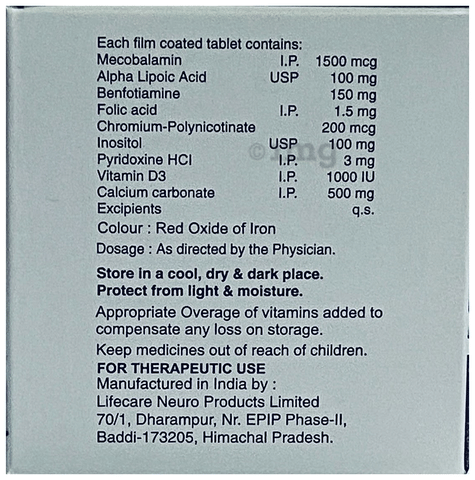 Each film coated tablet contains:
Mecobalamin I.P. 1500 mcg
Alpha Lipoic Acid USP 100 mg
Benfotiamine 150 mg
Folic acid I.P. 1.5 mg
Chromium-Polynicotinate 200 mcg
Inositol USP 100 mg
©1mg
Pyridoxine HCl I.P. 3 mg
Vitamin D3 I.P. 1000 IU
Calcium carbonate I.P. 500 mg
Excipients q.s.
Colour : Red Oxide of Iron
Dosage : As directed by the Physician.
Store in a cool, dry & dark place.
Protect from light & moisture.
Appropriate Overage of vitamins added to
compensate any loss on storage.
Keep medicines out of reach of children.
FOR THERAPEUTIC USE
Manufactured in India by :
Lifecare Neuro Products Limited
70/1, Dharampur, Nr. EPIP Phase-II,
Baddi-173205, Himachal Pradesh.